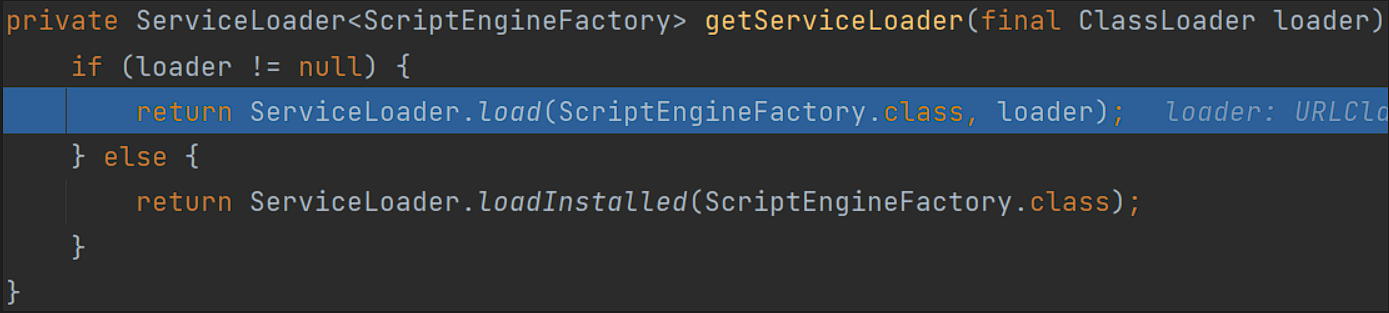 private ServiceLoader<ScriptEngineFactory> getServiceLoader(final ClassLoader loader)
if (loader != null) {
return ServiceLoader.load(ScriptEngineFactory.class, loader); loader: URLCla
} else {
return ServiceLoader.loadInstalled(ScriptEngineFactory.class);
}
}